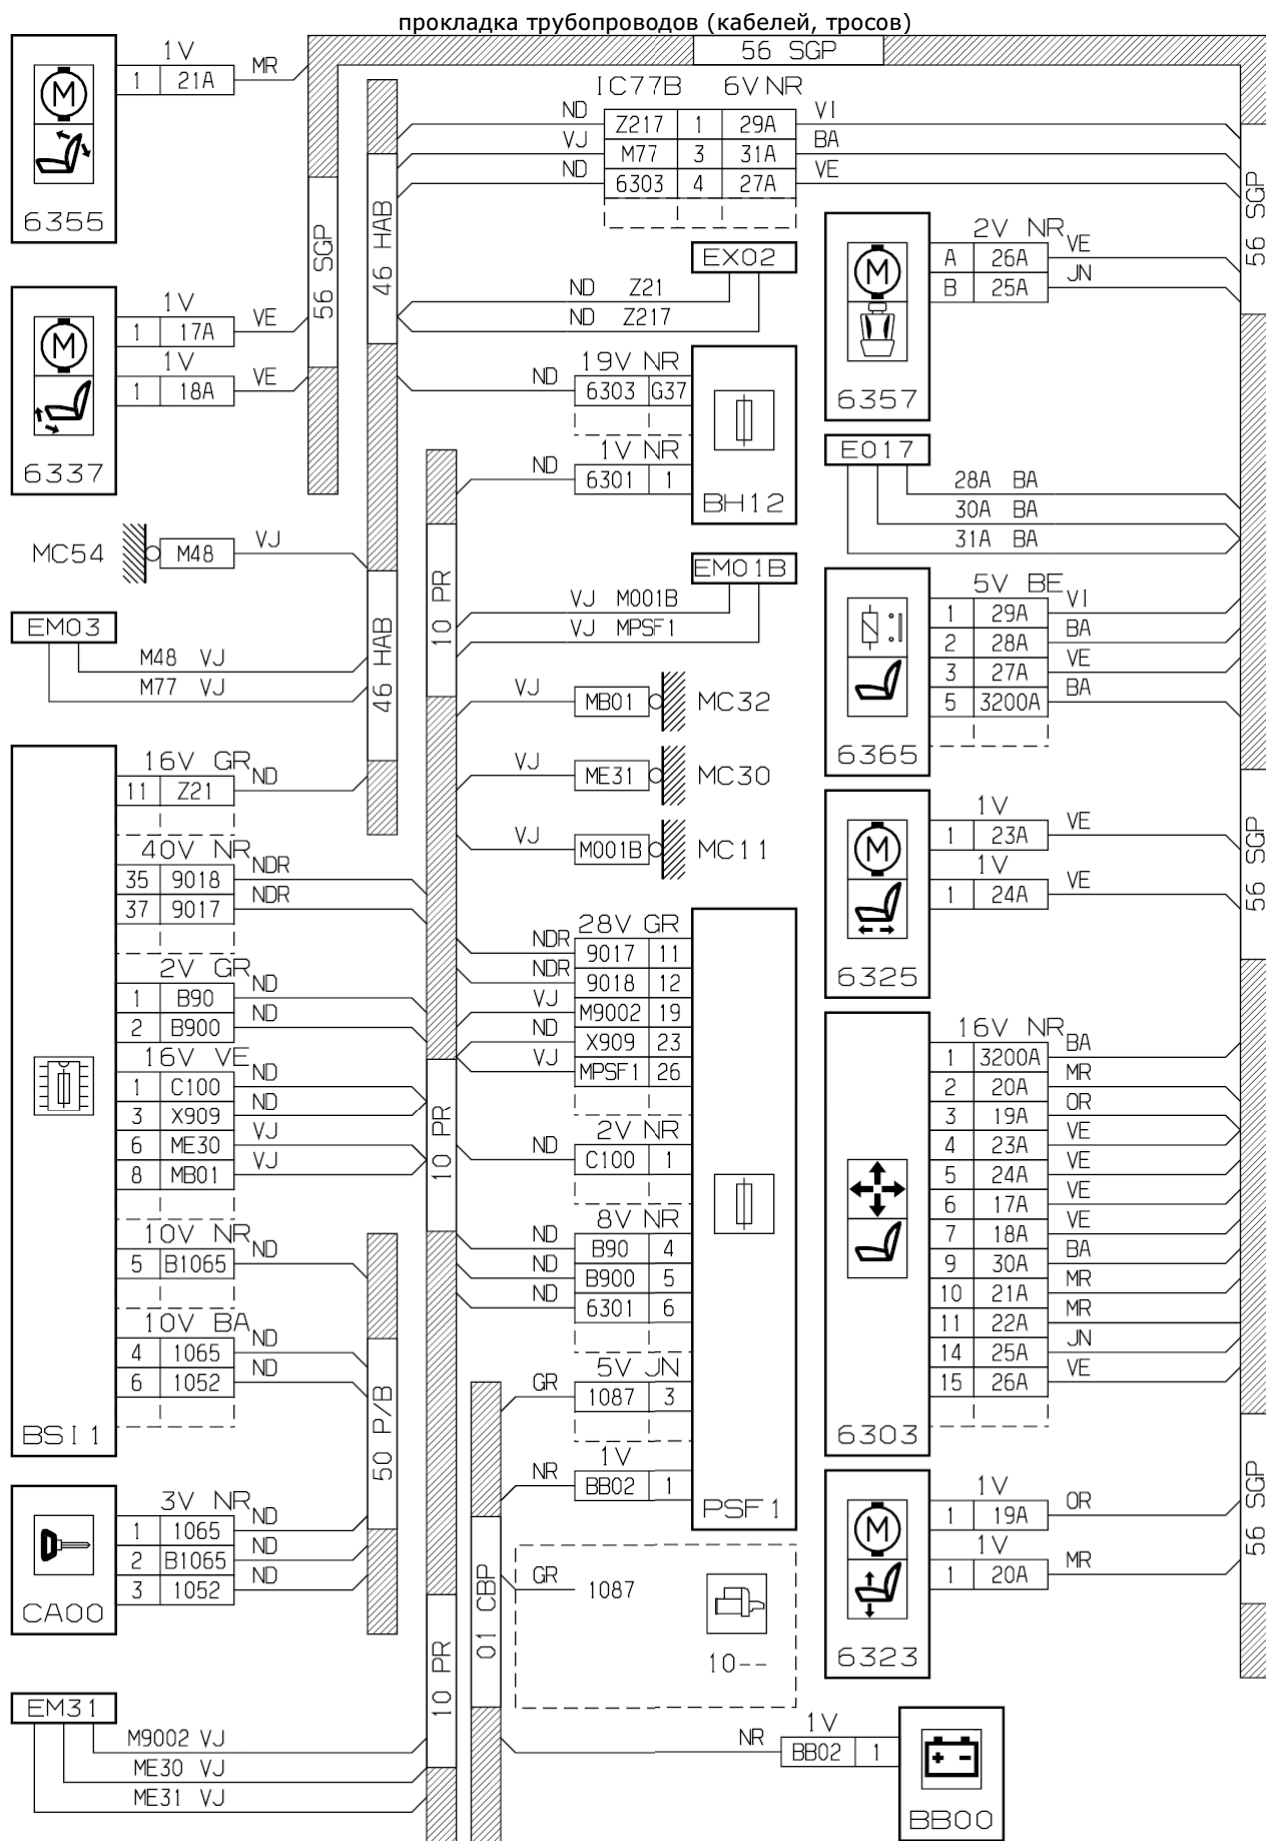 прокладка трубопроводов (кабелей, тросов)
56 SGP
1V
1 21A MR
6355
1V
1 17A VE
1V
1 18A VE
6337
56 SGP
46 HAB
IC77B 6V NR
ND Z217 1 29A VI
VJ M77 3 31A BA
ND 6303 4 27A VE
56 SGP
EX02
ND Z21
ND Z217
2V NR
A 26A VE
B 25A JN
6357
19V NR
ND 6303 G37
1V NR
ND 6301 1
BH12
E017
28A BA
30A BA
31A BA
MC54 M48 VJ
EM03
M48 VJ
M77 VJ
46 HAB
10 PR
EM01B
VJ M001B
VJ MPSF1
VJ MB01 MC32
VJ ME31 MC30
VJ M001B MC11
5V BE
1 29A VI
2 28A BA
3 27A VE
5 3200A BA
6365
1V
1 23A VE
1V
1 24A VE
6325
56 SGP
16V GR
11 Z21 ND
40V NR
35 9018 NDR
37 9017 NDR
2V GR
1 B90 ND
2 B900 ND
16V VE
1 C100 ND
3 X909 ND
6 ME30 VJ
8 MB01 VJ
10V NR
5 B1065 ND
10V BA
4 1065 ND
6 1052 ND
BSI1
10 PR
28V GR
NDR 9017 11
NDR 9018 12
VJ M9002 19
ND X909 23
VJ MPSF1 26
2V NR
ND C100 1
8V NR
ND B90 4
ND B900 5
ND 6301 6
5V JN
GR 1087 3
1V
NR BB02 1
PSF1
16V NR
1 3200A BA
2 20A MR
3 19A OR
4 23A VE
5 24A VE
6 17A VE
7 18A VE
9 30A BA
10 21A MR
11 22A MR
14 25A JN
15 26A VE
6303
50 P/B
3V NR
1 1065 ND
2 B1065 ND
3 1052 ND
CA00
01 CBP
GR 1087
10--
1V
1 19A OR
1V
1 20A MR
6323
56 SGP
10 PR
EM31
M9002 VJ
ME30 VJ
ME31 VJ
1V
NR BB02 1
BB00